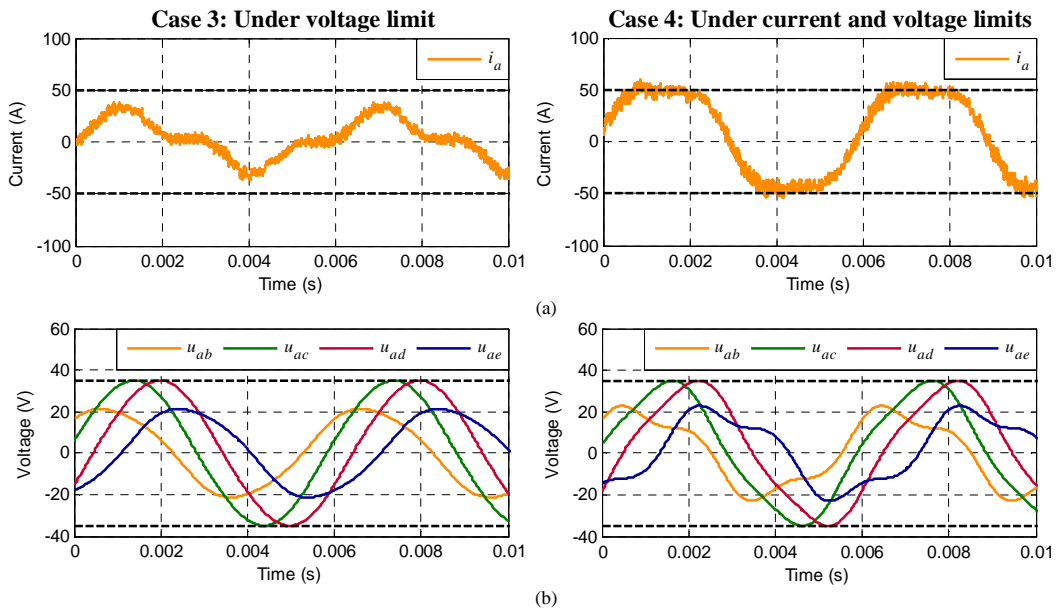 Case 3: Under voltage limit
Case 4: Under current and voltage limits
100
50
0
-50
-100
Current (A)
i_a
0
0.002
0.004
0.006
0.008
0.01
Time (s)
100
50
0
-50
-100
Current (A)
i_a
0
0.002
0.004
0.006
0.008
0.01
Time (s)
(a)
60
40
20
0
-20
-40
Voltage (V)
u_ab u_ac u_ad u_ae
0
0.002
0.004
0.006
0.008
0.01
Time (s)
60
40
20
0
-20
-40
Voltage (V)
u_ab u_ac u_ad u_ae
0
0.002
0.004
0.006
0.008
0.01
Time (s)
(b)